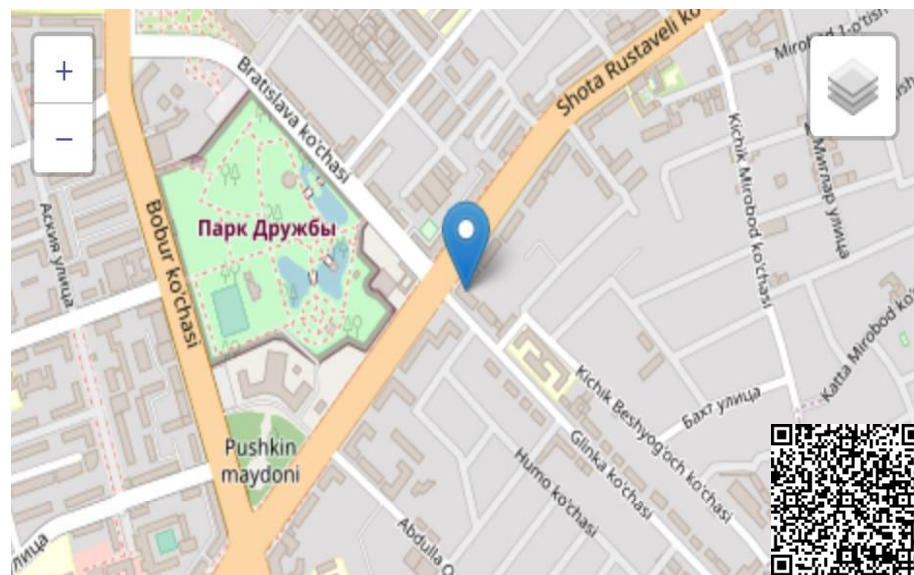 +
−
Bratislava ko'chasi
Shota Rustaveli ko
Mirobod 1-o'tish
Kichik Mirobod ko'chasi
Миглар улица
Аския улица
Bobur ko'chasi
Парк Дружбы
Katta Mirobod ko'
Kichik Beshyog'och ko'chasi
Бахт улица
Glinka ko'chasi
Pushkin
maydoni
Humo ko'chasi
Abdulla O
лица